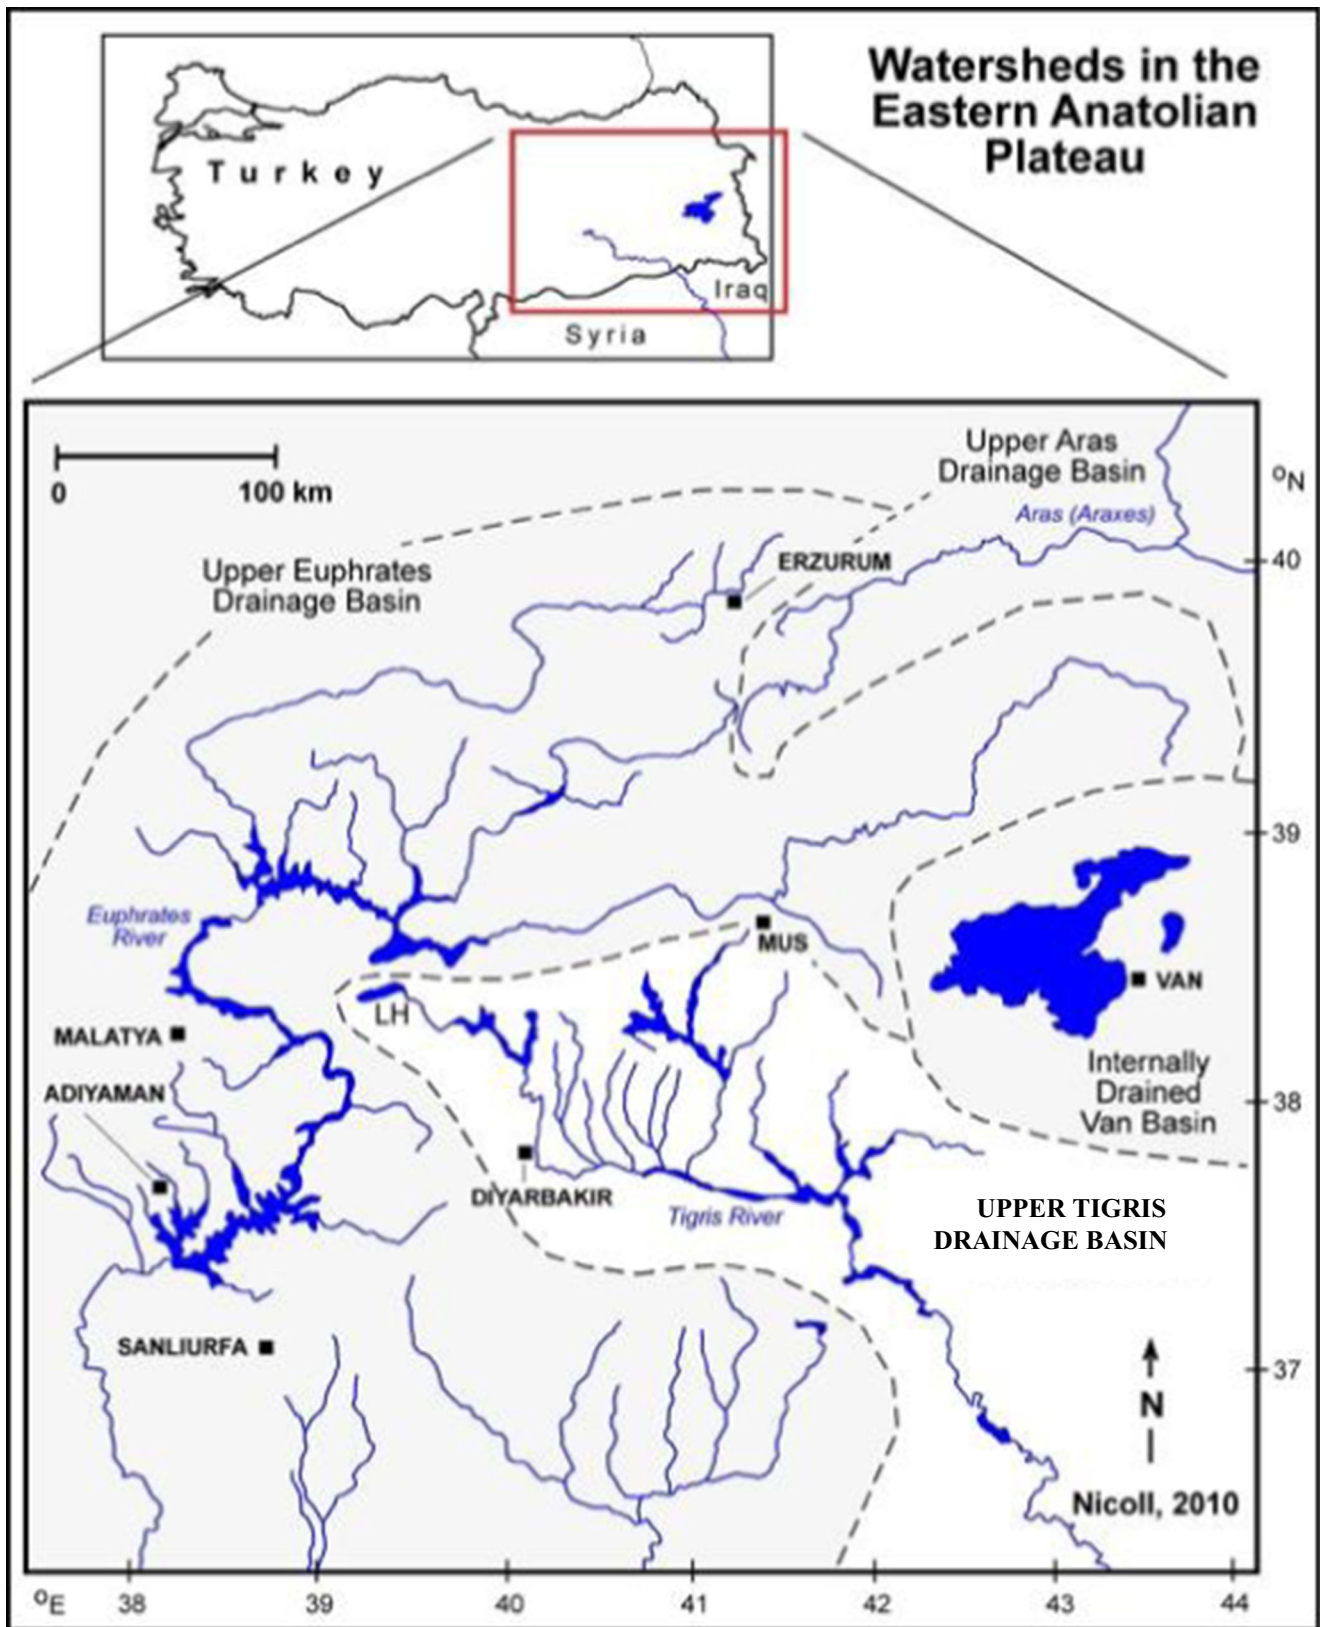 Watersheds in the
Eastern Anatolian
Plateau
Turkey
Iraq
Syria
0 100 km
Upper Aras
Drainage Basin
Aras (Araxes)
°N
40
ERZURUM
Upper Euphrates
Drainage Basin
39
Euphrates
River
MUS
VAN
LH
MALATYA
ADIYAMAN
Internally
Drained
Van Basin
38
DIYARBAKIR
Tigris River
UPPER TIGRIS
DRAINAGE BASIN
SANLIURFA
37
N
Nicoll, 2010
°E 38 39 40 41 42 43 44